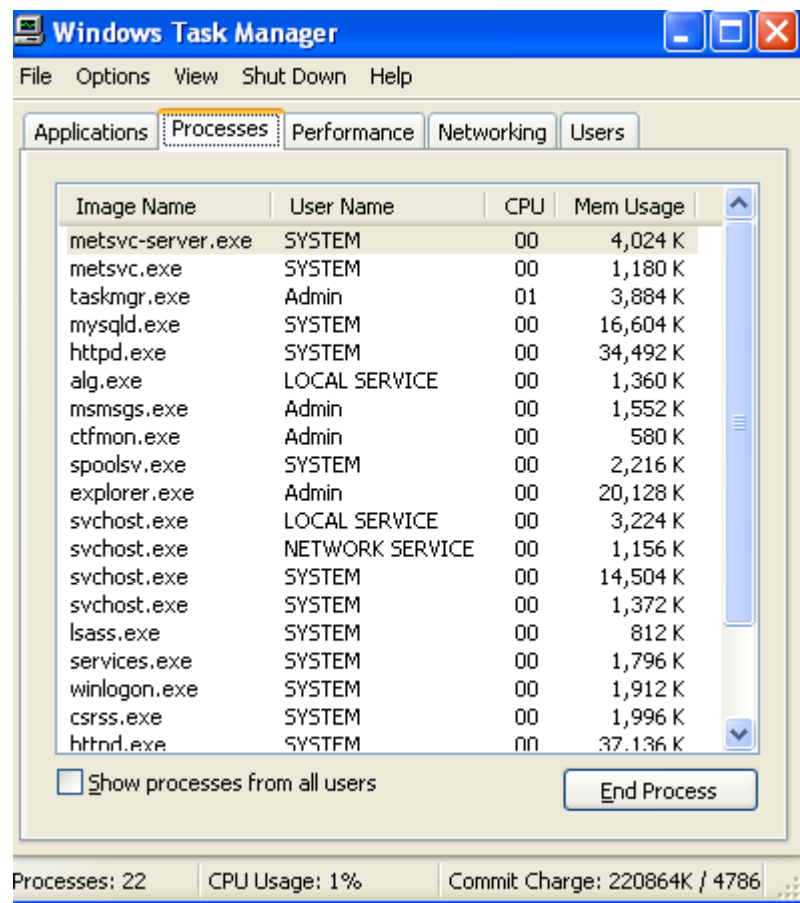 Windows Task Manager
File Options View Shut Down Help
Applications Processes Performance Networking Users
Image Name User Name CPU Mem Usage
metsvc-server.exe SYSTEM 00 4,024 K
metsvc.exe SYSTEM 00 1,180 K
taskmgr.exe Admin 01 3,884 K
mysqld.exe SYSTEM 00 16,604 K
httpd.exe SYSTEM 00 34,492 K
alg.exe LOCAL SERVICE 00 1,360 K
msmsgs.exe Admin 00 1,552 K
ctfmon.exe Admin 00 580 K
spoolsv.exe SYSTEM 00 2,216 K
explorer.exe Admin 00 20,128 K
svchost.exe LOCAL SERVICE 00 3,224 K
svchost.exe NETWORK SERVICE 00 1,156 K
svchost.exe SYSTEM 00 14,504 K
svchost.exe SYSTEM 00 1,372 K
lsass.exe SYSTEM 00 812 K
services.exe SYSTEM 00 1,796 K
winlogon.exe SYSTEM 00 1,912 K
csrss.exe SYSTEM 00 1,996 K
httpd.exe SYSTEM 00 37,136 K
Show processes from all users
End Process
Processes: 22 CPU Usage: 1% Commit Charge: 220864K / 4786